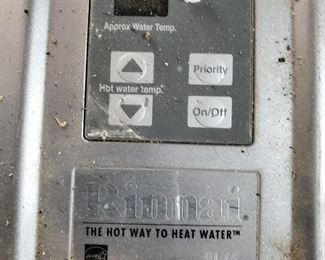 Approx Water Temp.
Priority
Hot water temp.
On/Off
Rinnai®
THE HOT WAY TO HEAT WATER™